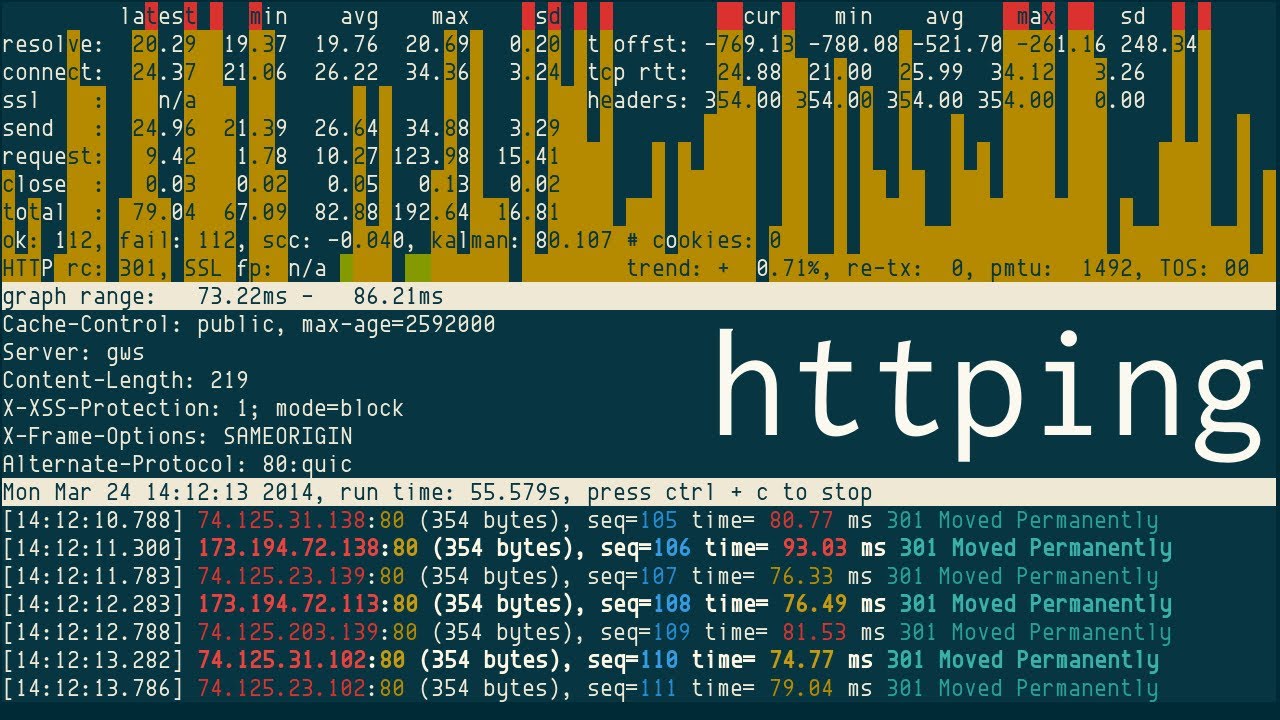 latest min avg max sd cur min avg max sd
resolve: 20.29 19.37 19.76 20.69 0.20 t offst: -769.13 -780.08 -521.70 -261.16 248.34
connect: 24.37 21.06 26.22 34.36 3.24 tcp rtt: 24.88 21.00 25.99 34.12 3.26
ssl : n/a headers: 354.00 354.00 354.00 354.00 0.00
send : 24.96 21.39 26.64 34.88 3.29
request: 9.42 1.78 10.27 123.98 15.41
close : 0.03 0.02 0.05 0.13 0.02
total : 79.04 67.09 82.88 192.64 16.81
ok: 112, fail: 112, scc: -0.040, kalman: 80.107 # cookies: 0
HTTP rc: 301, SSL fp: n/a trend: + 0.71%, re-tx: 0, pmtu: 1492, TOS: 00
graph range: 73.22ms - 86.21ms
Cache-Control: public, max-age=2592000
Server: gws
Content-Length: 219
X-XSS-Protection: 1; mode=block
X-Frame-Options: SAMEORIGIN
Alternate-Protocol: 80:quic
httping
Mon Mar 24 14:12:13 2014, run time: 55.579s, press ctrl + c to stop
[14:12:10.788] 74.125.31.138:80 (354 bytes), seq=105 time= 80.77 ms 301 Moved Permanently
[14:12:11.300] 173.194.72.138:80 (354 bytes), seq=106 time= 93.03 ms 301 Moved Permanently
[14:12:11.783] 74.125.23.139:80 (354 bytes), seq=107 time= 76.33 ms 301 Moved Permanently
[14:12:12.283] 173.194.72.113:80 (354 bytes), seq=108 time= 76.49 ms 301 Moved Permanently
[14:12:12.788] 74.125.203.139:80 (354 bytes), seq=109 time= 81.53 ms 301 Moved Permanently
[14:12:13.282] 74.125.31.102:80 (354 bytes), seq=110 time= 74.77 ms 301 Moved Permanently
[14:12:13.786] 74.125.23.102:80 (354 bytes), seq=111 time= 79.04 ms 301 Moved Permanently